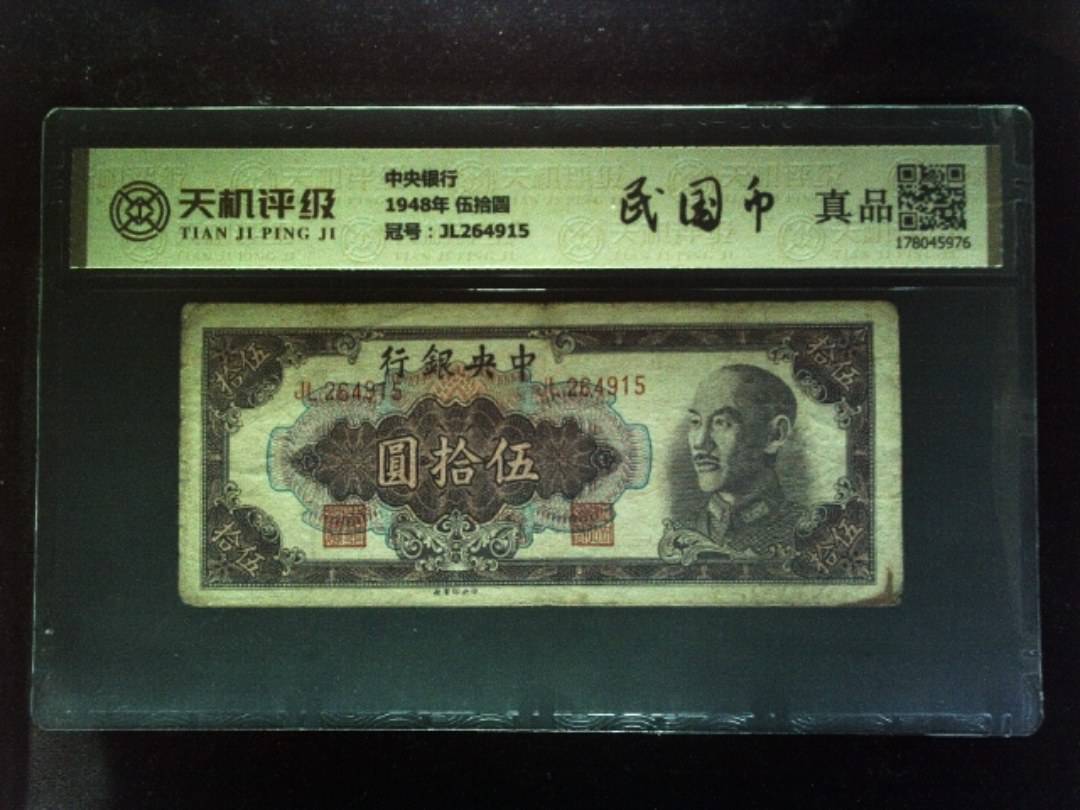 天机评级
TIAN JI PING JI
中央银行
1948年 伍拾圆
冠号：JL264915
民国币
真品
178045976
行銀央中
JL264915 JL264915
圓拾伍
拾伍
拾伍
拾伍
拾伍